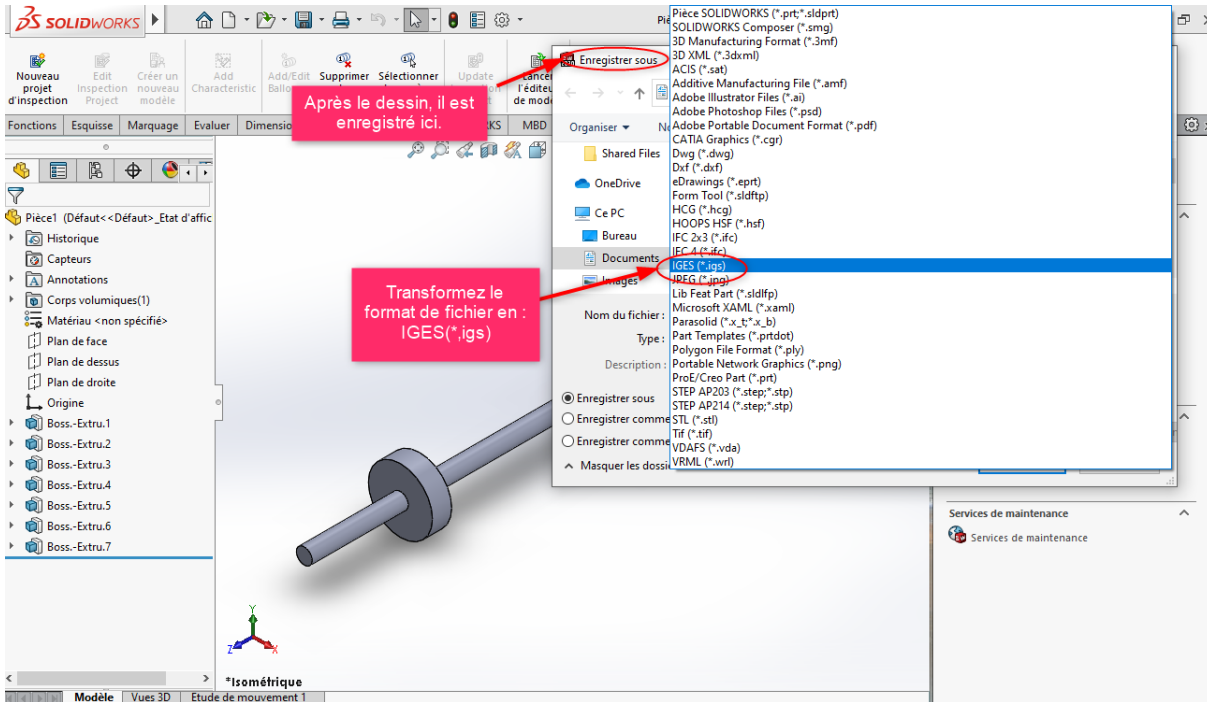 SOLIDWORKS
Piè
Nouveau projet d'inspection
Edit Inspection Project
Créer un nouveau modèle
Add Characteristic
Add/Edit
Supprimer
Sélectionner
Update
Lancer l'éditeu de mod
Après le dessin, il est
enregistré ici.
Fonctions
Esquisse
Marquage
Evaluer
MBD
Pièce1 (Défaut<<Défaut>_Etat d'affic
Historique
Capteurs
Annotations
Corps volumiques(1)
Matériau <non spécifié>
Plan de face
Plan de dessus
Plan de droite
Origine
Boss.-Extru.1
Boss.-Extru.2
Boss.-Extru.3
Boss.-Extru.4
Boss.-Extru.5
Boss.-Extru.6
Boss.-Extru.7
Transformez le
format de fichier en :
IGES(*,igs)
Y
Z
X
*Isométrique
Modèle
Vues 3D
Etude de mouvement 1
Enregistrer sous
Organiser
Shared Files
OneDrive
Ce PC
Bureau
Documents
Images
Nom du fichier :
Type :
Description :
Enregistrer sous
Enregistrer comme
Enregistrer comme
Masquer les dossi
Pièce SOLIDWORKS (*.prt;*.sldprt)
SOLIDWORKS Composer (*.smg)
3D Manufacturing Format (*.3mf)
3D XML (*.3dxml)
ACIS (*.sat)
Additive Manufacturing File (*.amf)
Adobe Illustrator Files (*.ai)
Adobe Photoshop Files (*.psd)
Adobe Portable Document Format (*.pdf)
CATIA Graphics (*.cgr)
Dwg (*.dwg)
Dxf (*.dxf)
eDrawings (*.eprt)
Form Tool (*.sldftp)
HCG (*.hcg)
HOOPS HSF (*.hsf)
IFC 2x3 (*.ifc)
IFC 4 (*.ifc)
IGES (*.igs)
JPEG (*.jpg)
Lib Feat Part (*.sldlfp)
Microsoft XAML (*.xaml)
Parasolid (*.x_t;*.x_b)
Part Templates (*.prtdot)
Polygon File Format (*.ply)
Portable Network Graphics (*.png)
ProE/Creo Part (*.prt)
STEP AP203 (*.step;*.stp)
STEP AP214 (*.step;*.stp)
STL (*.stl)
Tif (*.tif)
VDAFS (*.vda)
VRML (*.wrl)
Services de maintenance
Services de maintenance